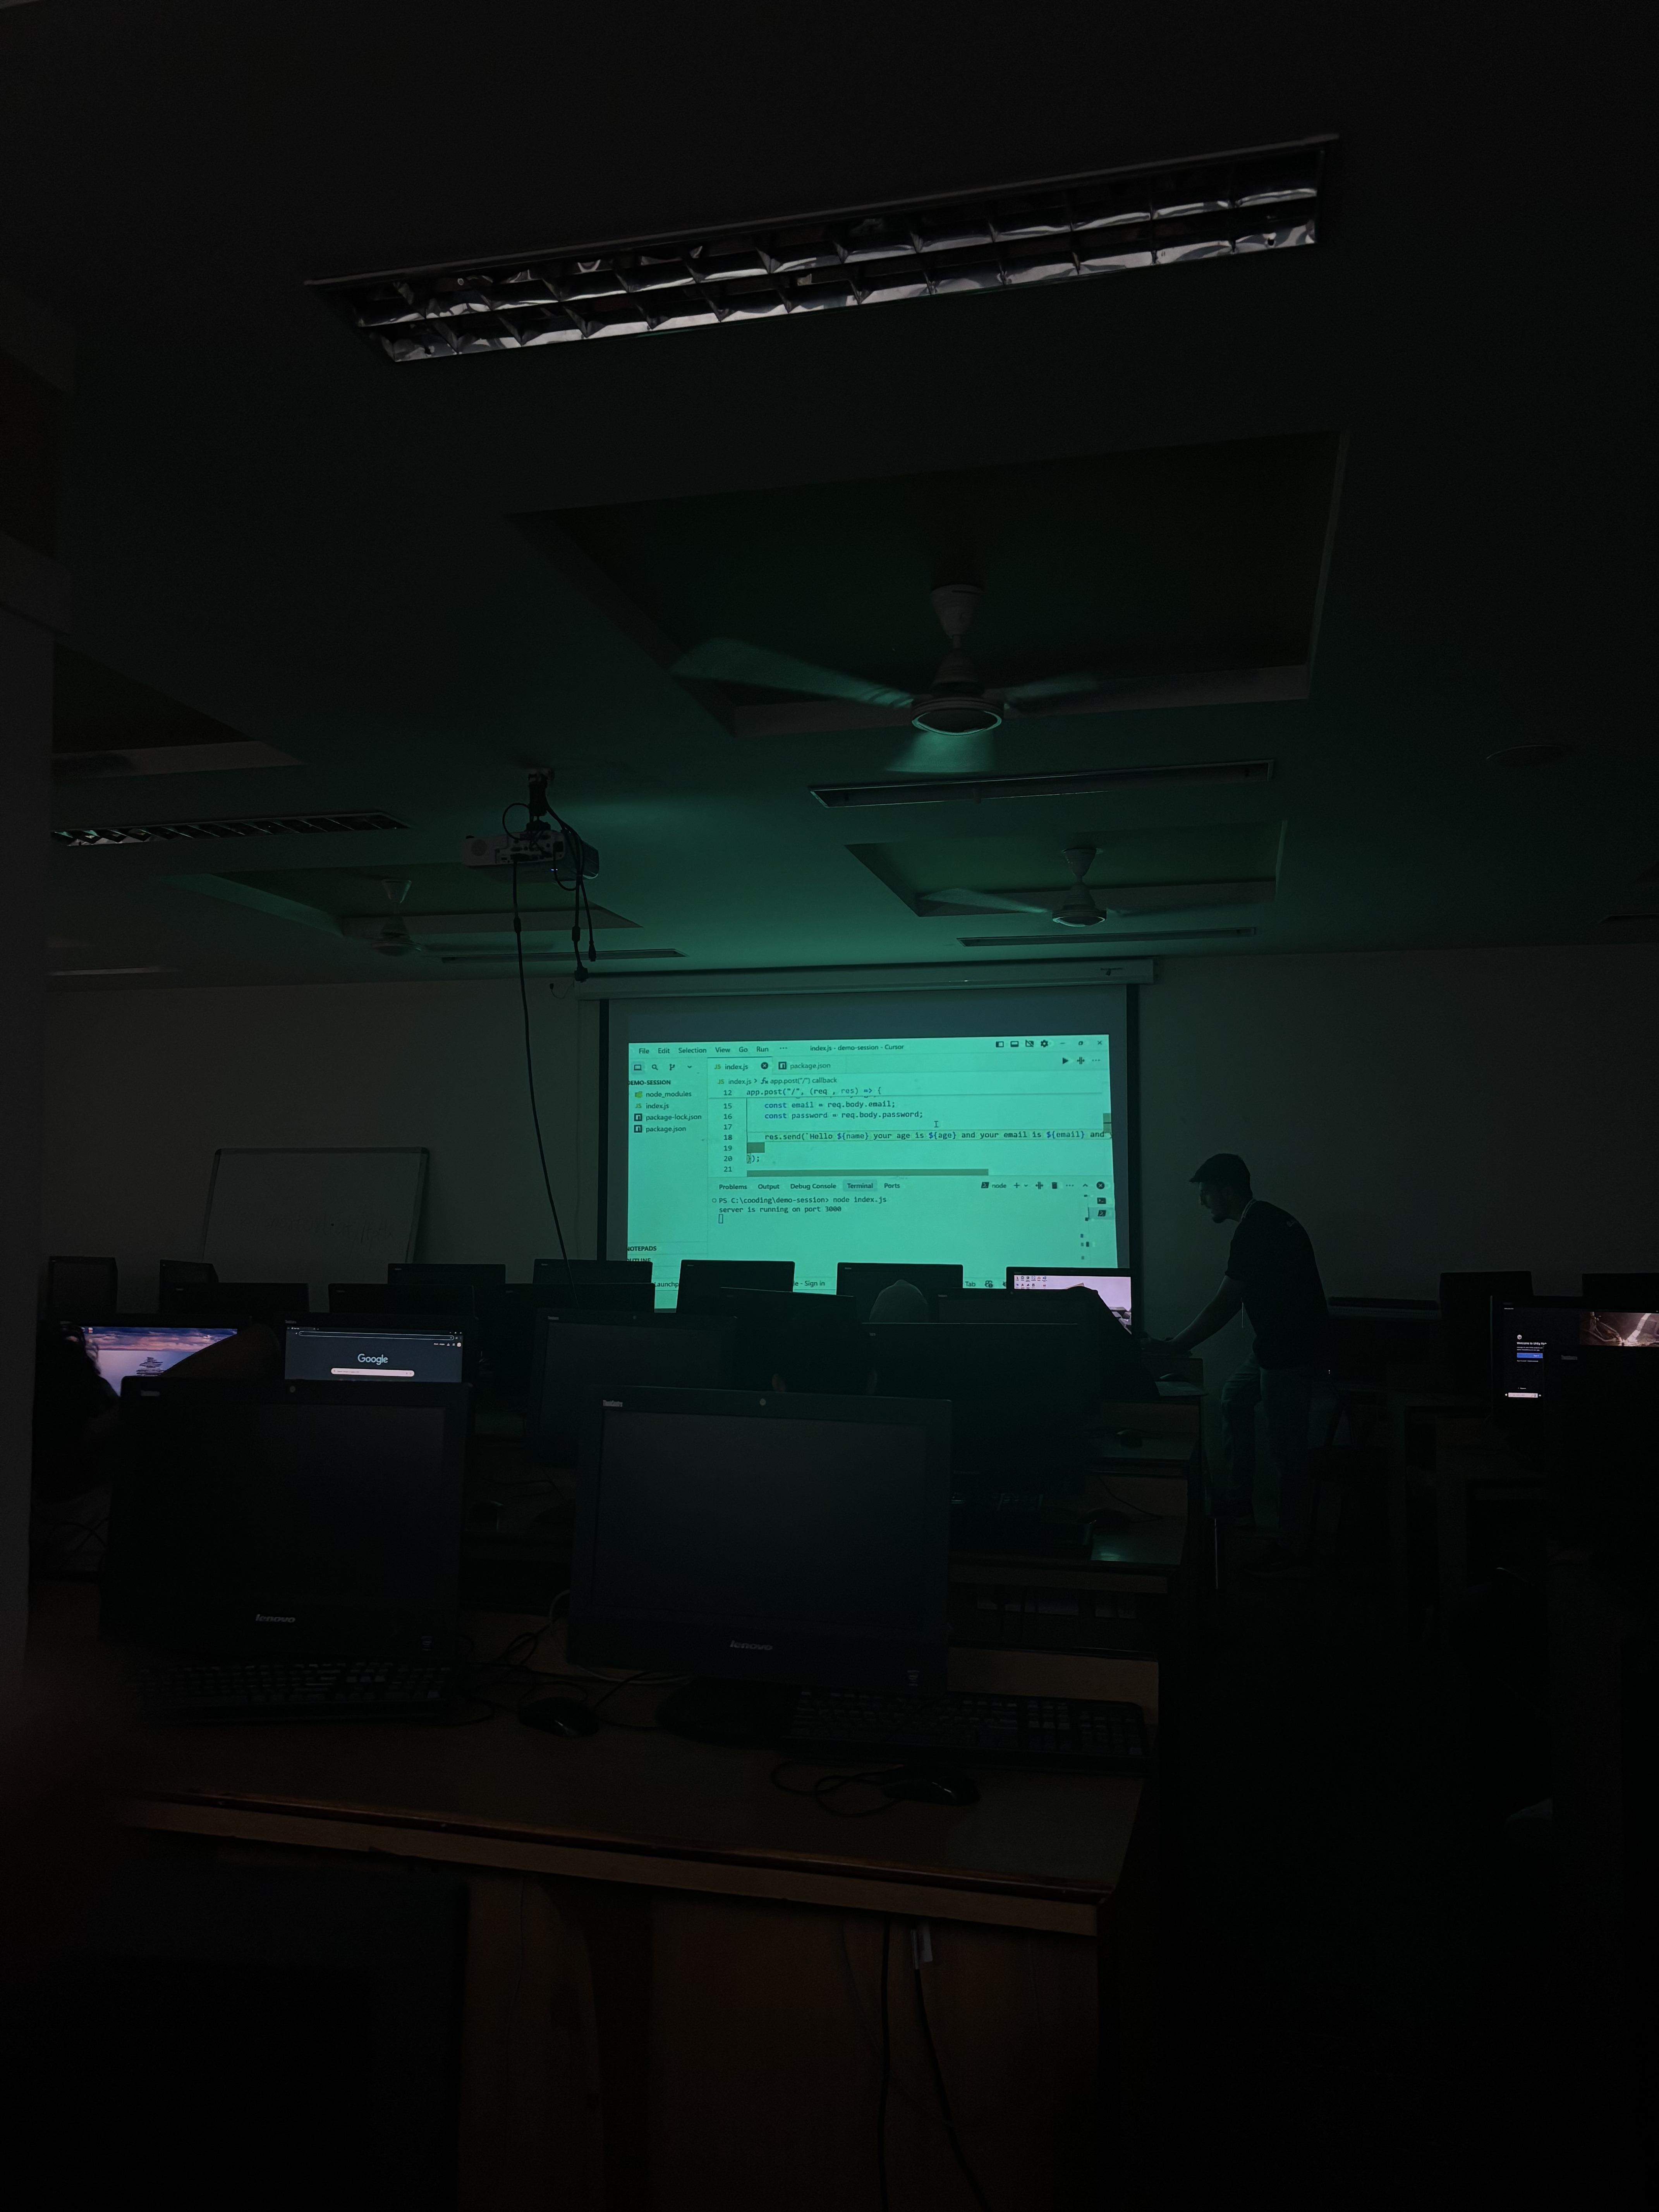 File Edit Selection View Go Run ··· index.js - demo-session - Cursor
index.js package.json
DEMO-SESSION
index.js > app.post("/") callback
node_modules
index.js
package-lock.json
package.json
12 app.post("/", (req , res) => {
15 const email = req.body.email;
16 const password = req.body.password;
17
18 res.send(`Hello ${name} your age is ${age} and your email is ${email} and
19
20 });
21
Problems Output Debug Console Terminal Ports node
PS C:\cooding\demo-session> node index.js
server is running on port 3000
NOTEPADS
OUTLINE
Sign in Tab
Google
lenovo
lenovo